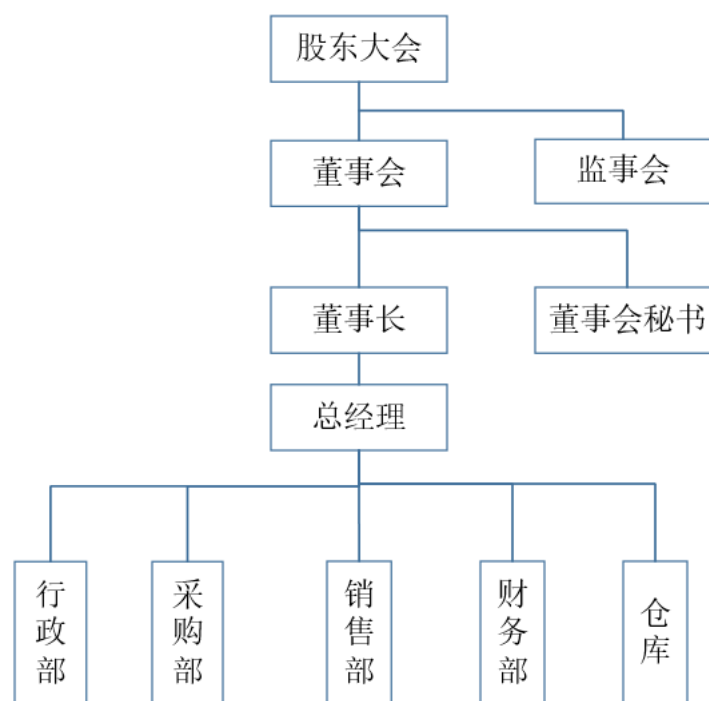 股东大会
董事会
监事会
董事长
董事会秘书
总经理
行政部
采购部
销售部
财务部
仓库